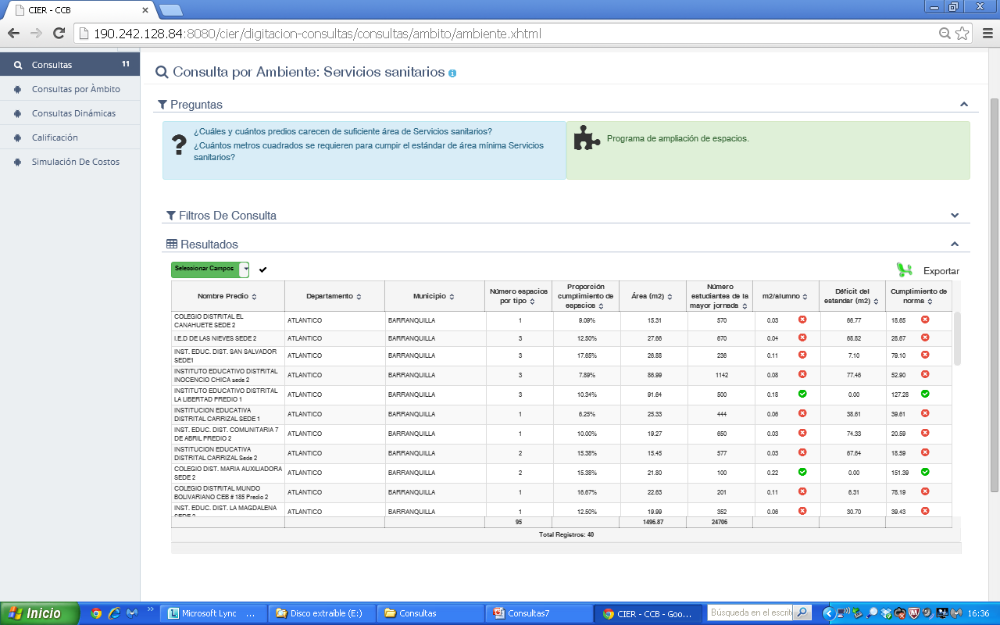 CIER - CCB
190.242.128.84:8080/cier/digitacion-consultas/consultas/ambito/ambiente.xhtml
Consultas 11
Consultas por Àmbito
Consultas Dinámicas
Calificación
Simulación De Costos
Consulta por Ambiente: Servicios sanitarios
Preguntas
¿Cuáles y cuántos predios carecen de suficiente área de Servicios sanitarios?
¿Cuántos metros cuadrados se requieren para cumpir el estándar de área mínima Servicios
sanitarios?
Programa de ampliación de espacios.
Filtros De Consulta
Resultados
Seleccionar Campos
Exportar
Nombre Predio Departamento Municipio Número espacios por tipo Proporción cumplimiento de espacios Área (m2) Número estudiantes de la mayor jornada m2/alumno Déficit del estandar (m2) Cumplimiento de norma
COLEGIO DISTRITAL EL CANAHUETE SEDE 2 ATLANTICO BARRANQUILLA 1 9.09% 15.31 570 0.03 66.77 18.65
I.E.D DE LAS NIEVES SEDE 2 ATLANTICO BARRANQUILLA 3 12.50% 27.66 670 0.04 68.82 28.67
INST. EDUC. DIST. SAN SALVADOR SEDE1 ATLANTICO BARRANQUILLA 3 17.65% 26.88 236 0.11 7.10 79.10
INSTITUTO EDUCATIVO DISTRITAL INOCENCIO CHICA sede 2 ATLANTICO BARRANQUILLA 3 7.89% 86.99 1142 0.08 77.46 52.90
INSTITUTO EDUCATIVO DISTRITAL LA LIBERTAD PREDIO 1 ATLANTICO BARRANQUILLA 3 10.34% 91.64 500 0.18 0.00 127.28
INSTITUCION EDUCATIVA DISTRITAL CARRIZAL SEDE 1 ATLANTICO BARRANQUILLA 1 6.25% 25.33 444 0.06 38.61 39.61
INST. EDUC. DIST. COMUNITARIA 7 DE ABRIL PREDIO 2 ATLANTICO BARRANQUILLA 1 10.00% 19.27 650 0.03 74.33 20.59
INSTITUCION EDUCATIVA DISTRITAL CARRIZAL Sede 2 ATLANTICO BARRANQUILLA 2 15.38% 15.45 577 0.03 67.64 18.59
COLEGIO DIST. MARIA AUXILIADORA SEDE 2 ATLANTICO BARRANQUILLA 2 15.38% 21.80 100 0.22 0.00 151.39
COLEGIO DISTRITAL MUNDO BOLIVARIANO CEB # 185 Predio 2 ATLANTICO BARRANQUILLA 1 16.67% 22.63 201 0.11 6.31 78.19
INST. EDUC. DIST. LA MAGDALENA SEDE 2 ATLANTICO BARRANQUILLA 1 12.50% 19.99 352 0.06 30.70 39.43
95 1496.87 24706
Total Registros: 40
Inicio
Microsoft Lync ...
Disco extraíble (E:)
Consultas
Consultas7
CIER - CCB - Goo...
Búsqueda en el escrit
16:36